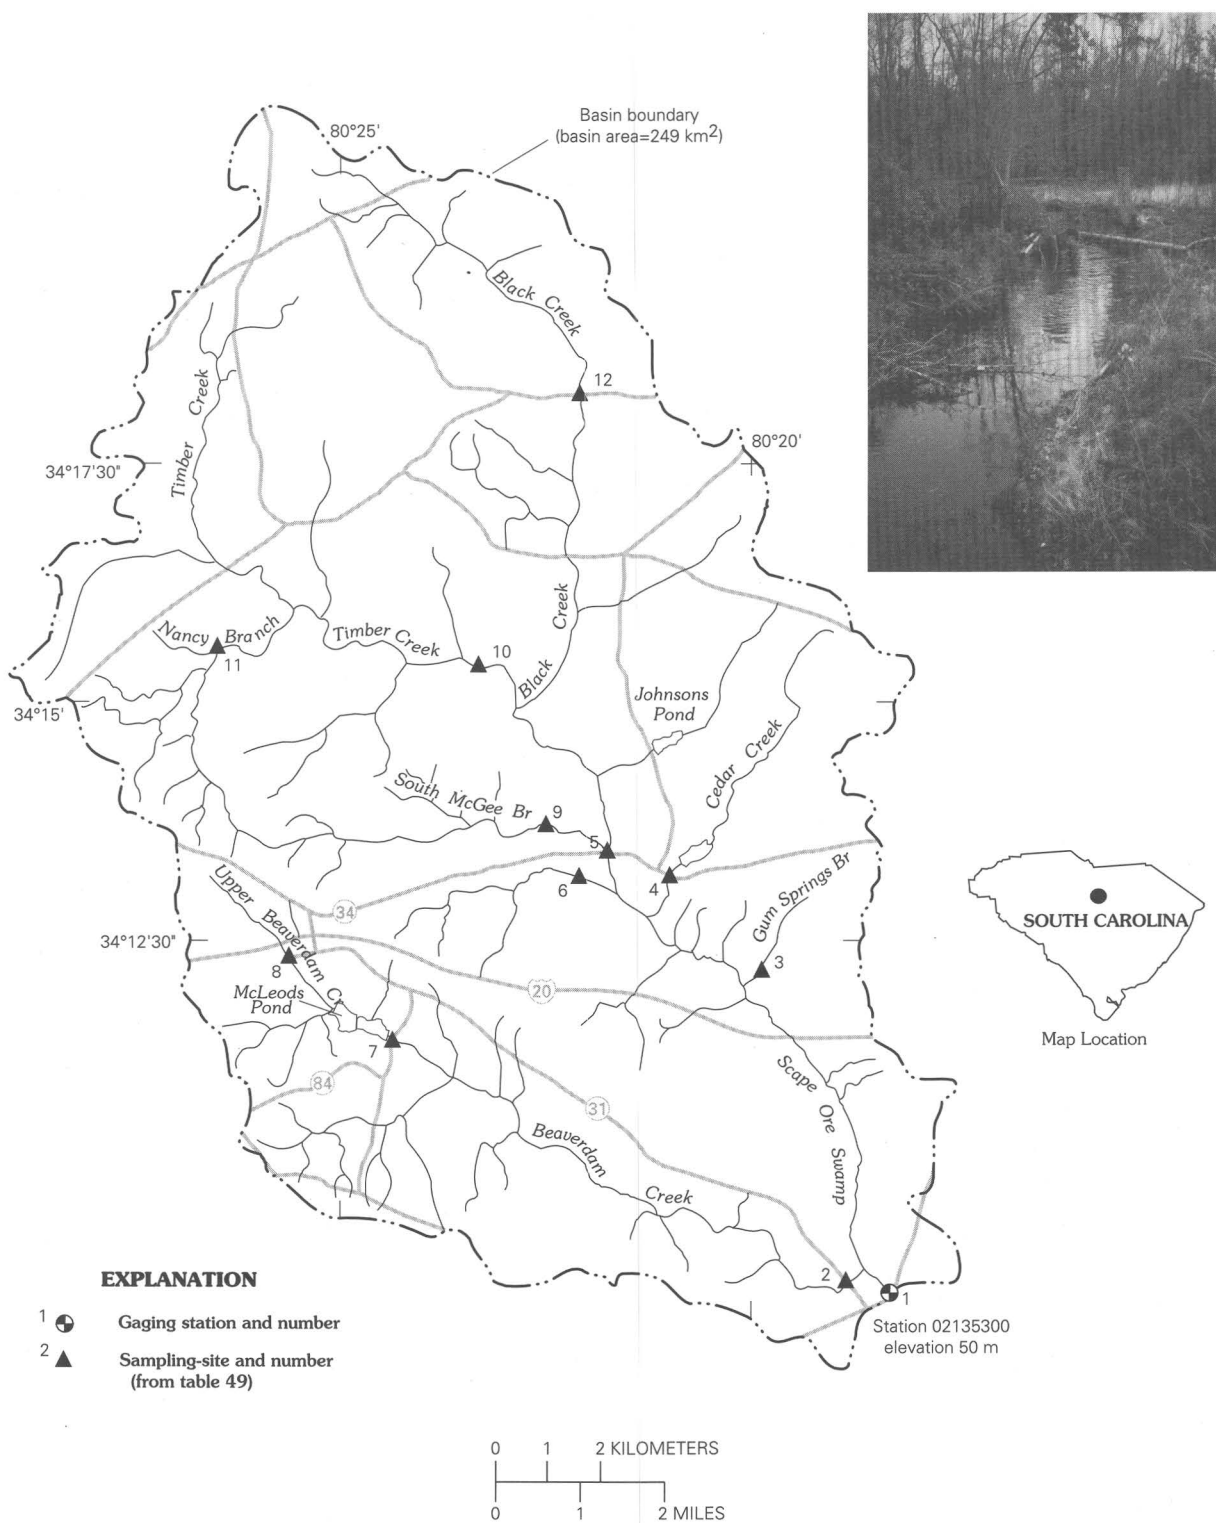 Basin boundary
(basin area=249 km2)
80°25'
Black Creek
12
80°20'
34°17'30"
Timber Creek
Black Creek
Nancy Branch
11
Timber Creek
10
34°15'
Johnsons
Pond
Cedar Creek
South McGee Br
9
5
6
4
Gum Springs Br
34
Upper Beaverdam Cr
34°12'30"
8
3
20
McLeods
Pond
7
84
31
Scape Ore Swamp
Beaverdam Creek
2
1
Station 02135300
elevation 50 m
SOUTH CAROLINA
Map Location
EXPLANATION
1 Gaging station and number
2 Sampling-site and number
(from table 49)
0 1 2 KILOMETERS
0 1 2 MILES